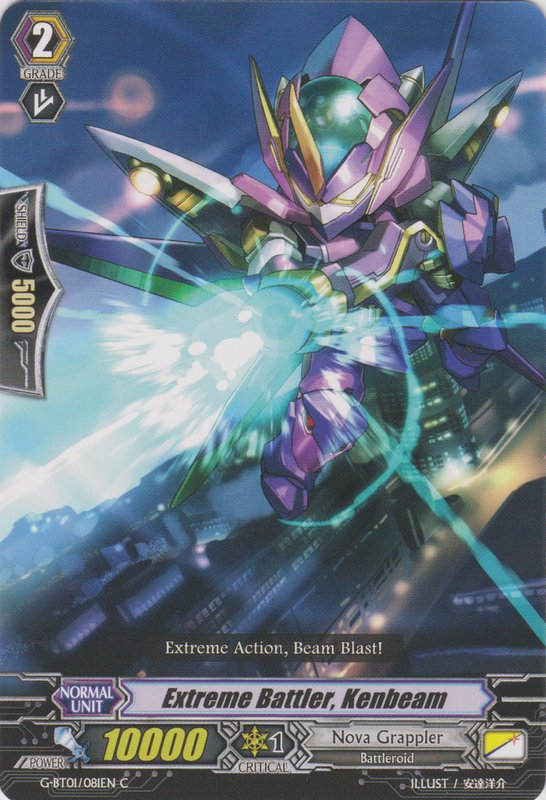 2
GRADE
SHIELD
5000
Extreme Action, Beam Blast!
NORMAL
UNIT
Extreme Battler, Kenbeam
POWER
10000
1
CRITICAL
Nova Grappler
Battleroid
G-BT01/081EN C
ILLUST / 安達洋介